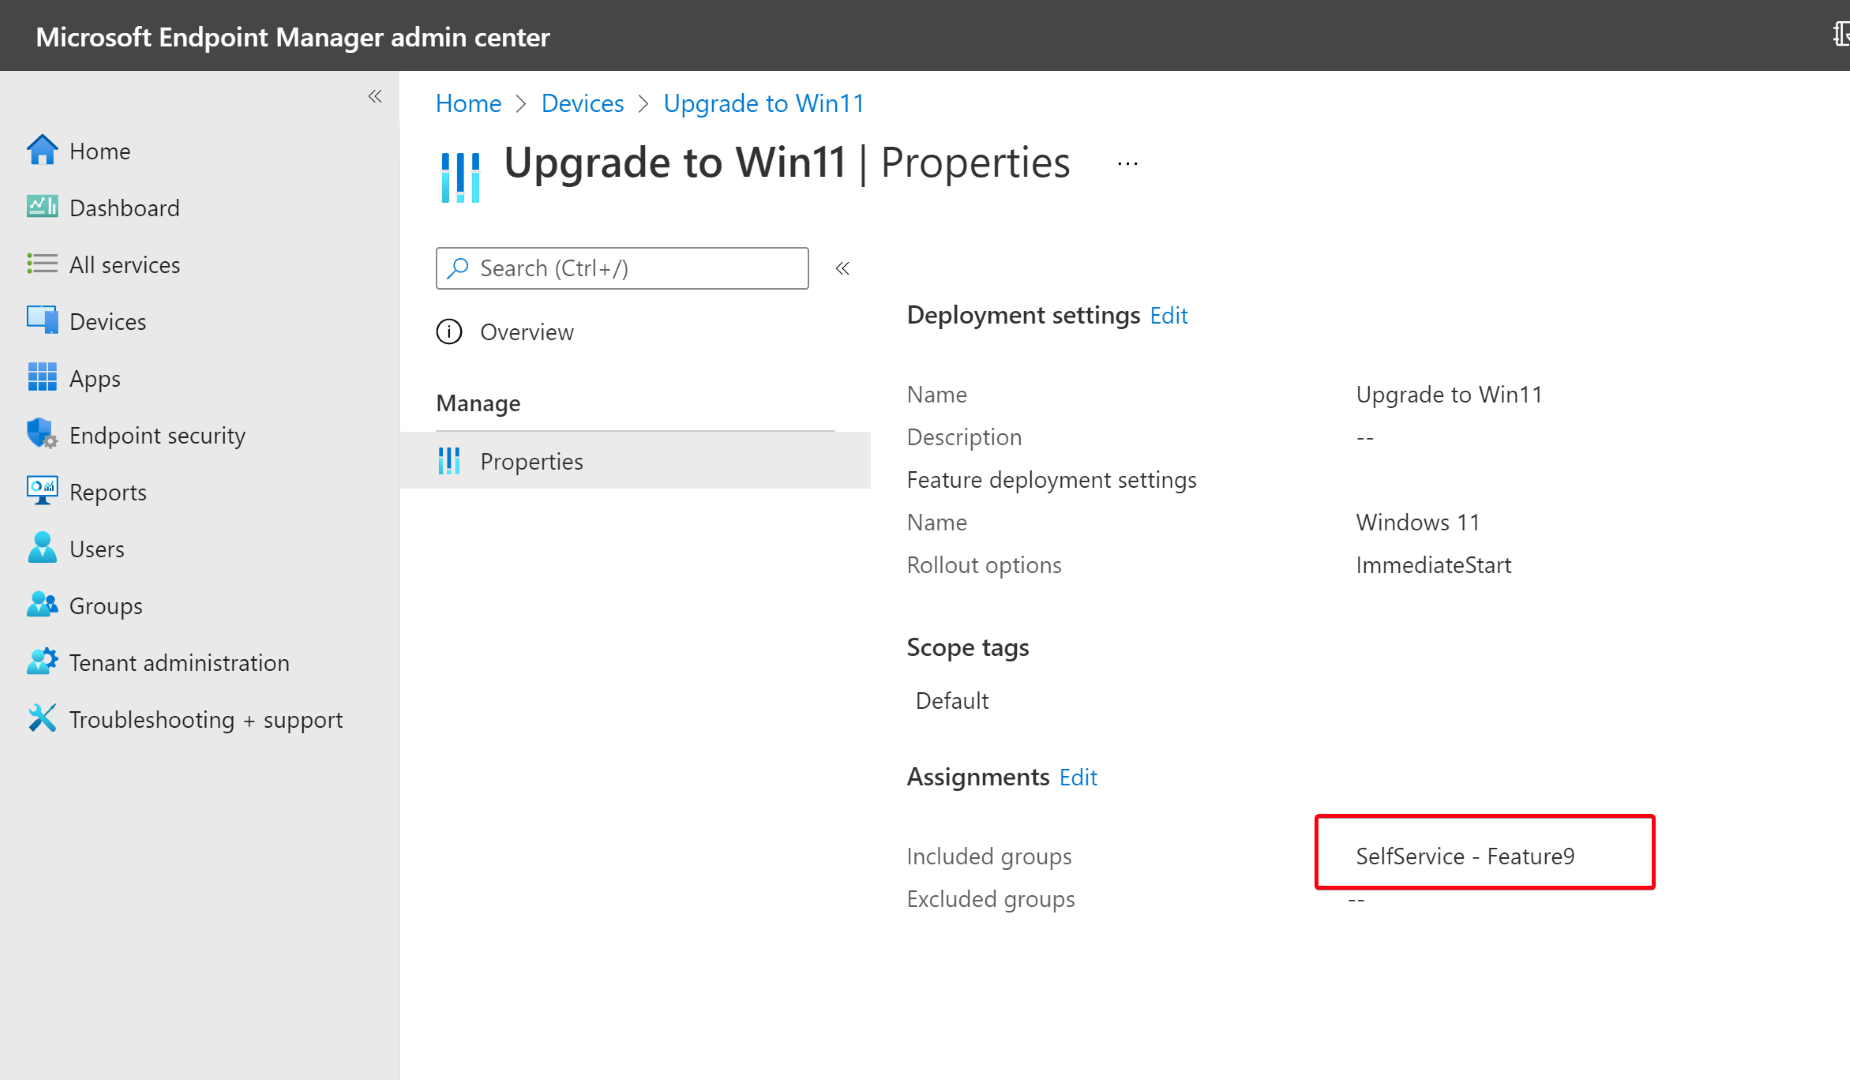 Microsoft Endpoint Manager admin center
Home
Dashboard
All services
Devices
Apps
Endpoint security
Reports
Users
Groups
Tenant administration
Troubleshooting + support
Home > Devices > Upgrade to Win11
Upgrade to Win11 | Properties ...
Search (Ctrl+/)
Overview
Manage
Properties
Deployment settings Edit
Name Upgrade to Win11
Description --
Feature deployment settings
Name Windows 11
Rollout options ImmediateStart
Scope tags
Default
Assignments Edit
Included groups SelfService - Feature9
Excluded groups --